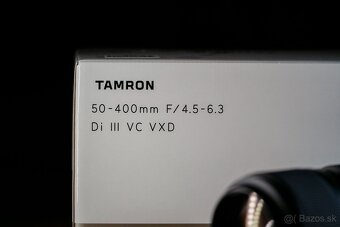 TAMRON
50-400mm F/4.5-6.3
Di III VC VXD
Bazos.sk